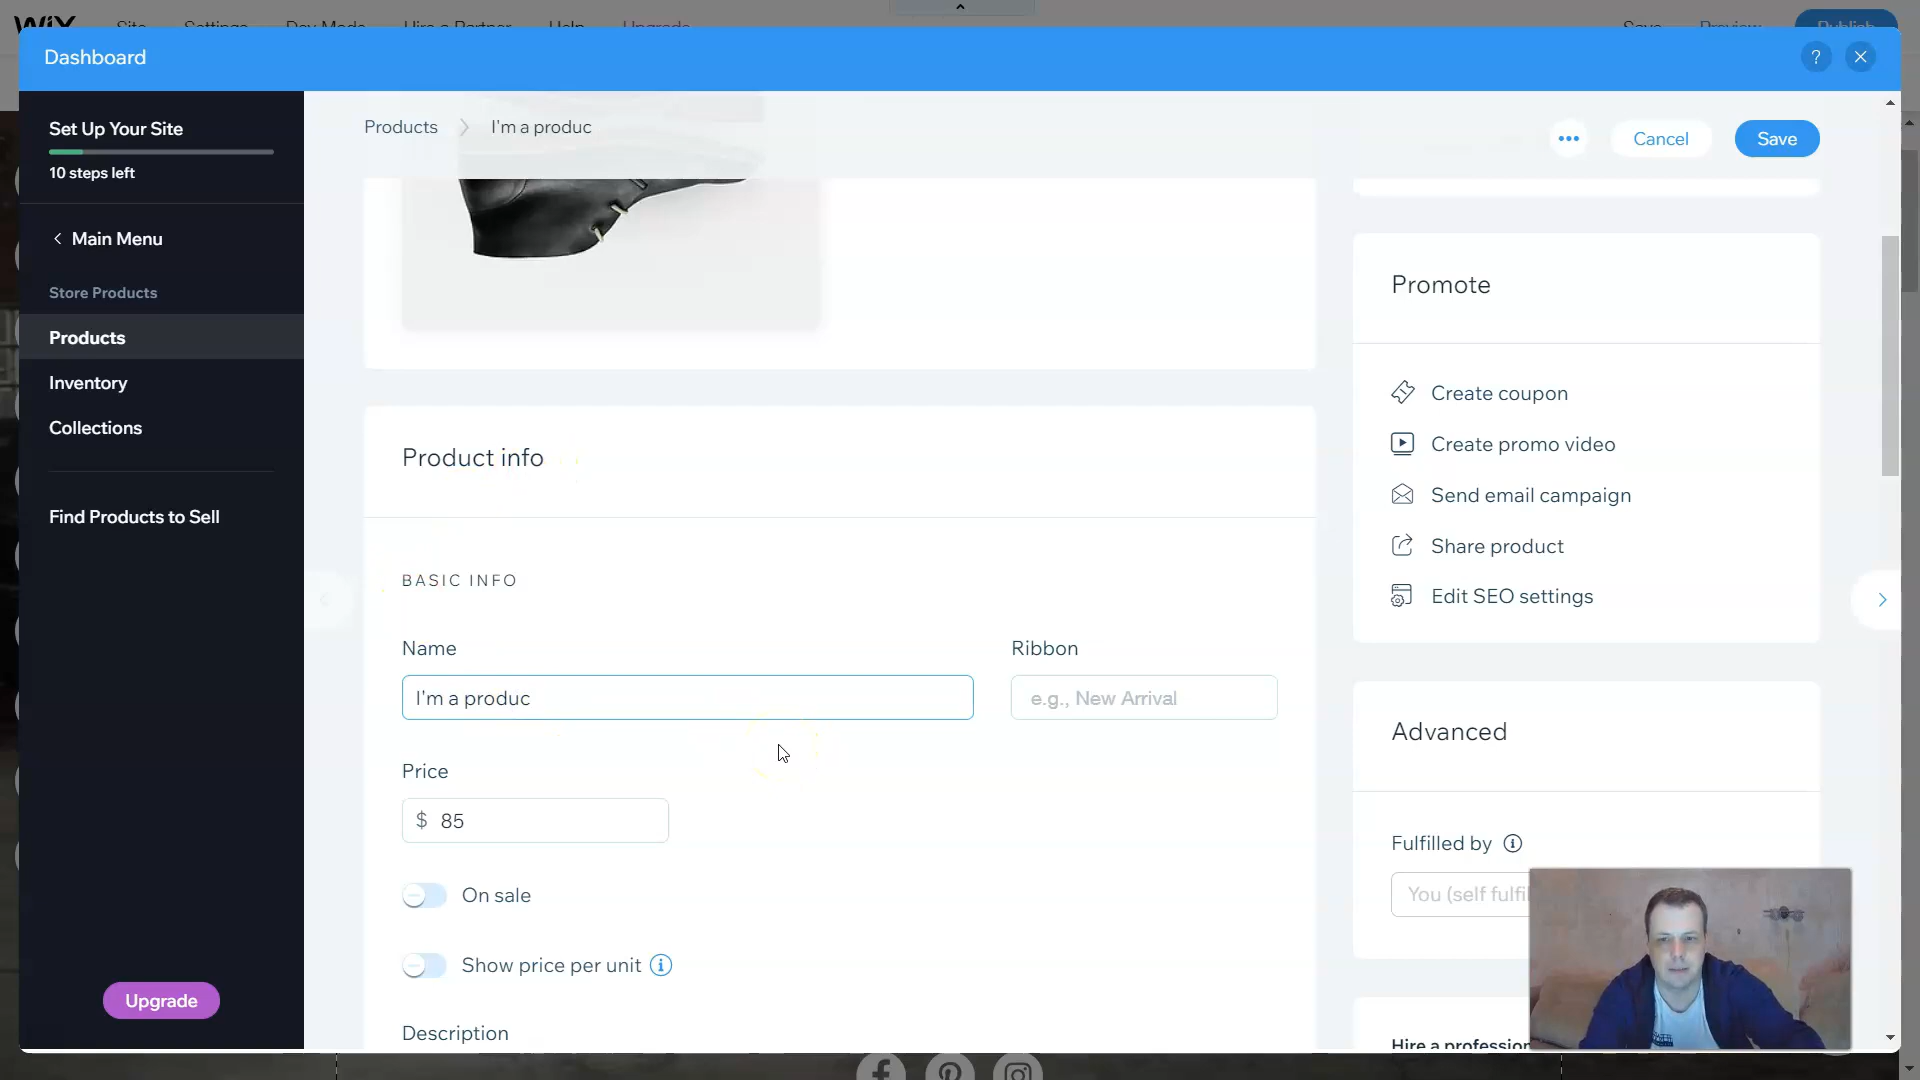 WiX Site Settings Dev Mode Hire a Partner Help Upgrade Save Preview Publish
Dashboard
?
Set Up Your Site
10 steps left
Main Menu
Store Products
Products
Inventory
Collections
Find Products to Sell
Upgrade
Products I'm a produc
Cancel
Save
Product info
BASIC INFO
Name
Ribbon
I'm a produc
e.g., New Arrival
Price
$ 85
On sale
Show price per unit
Description
Promote
Create coupon
Create promo video
Send email campaign
Share product
Edit SEO settings
Advanced
Fulfilled by
You (self
Hire a